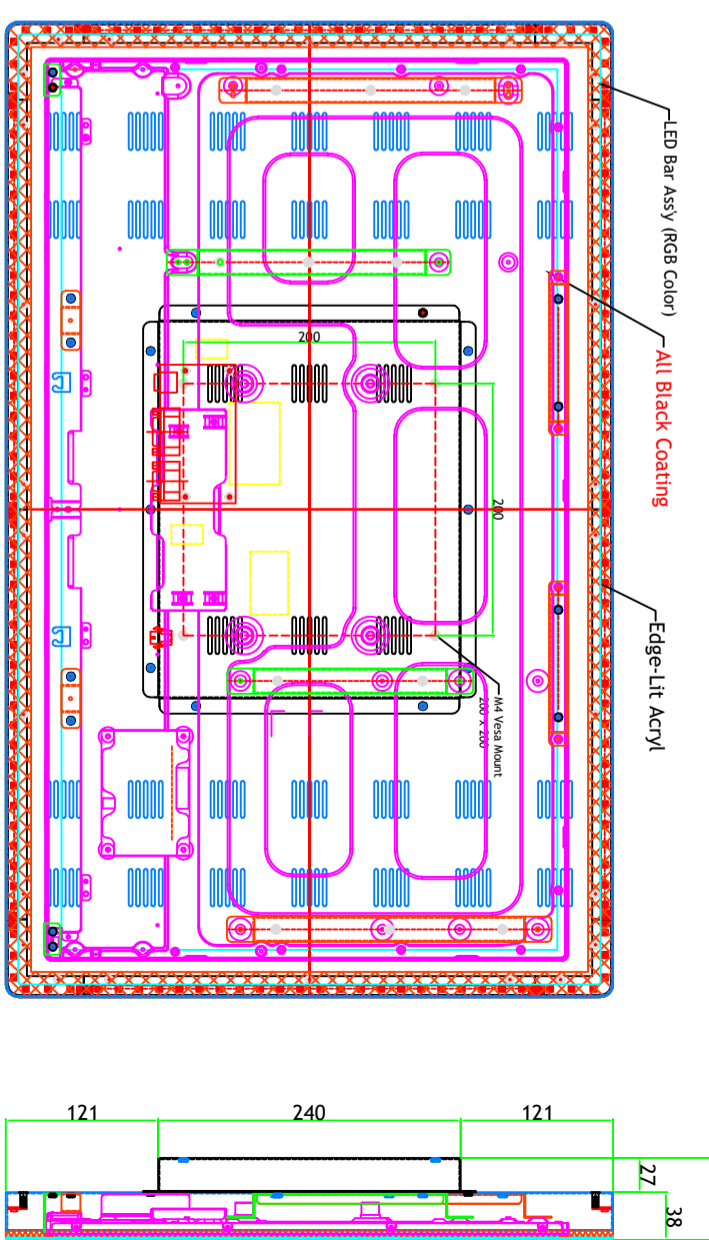 LED Bar Ass'y (RGB Color)
All Black Coating
Edge-Lit Acryl
200
200
M4 Vesa Mount
200 x 200
121
240
121
27
38